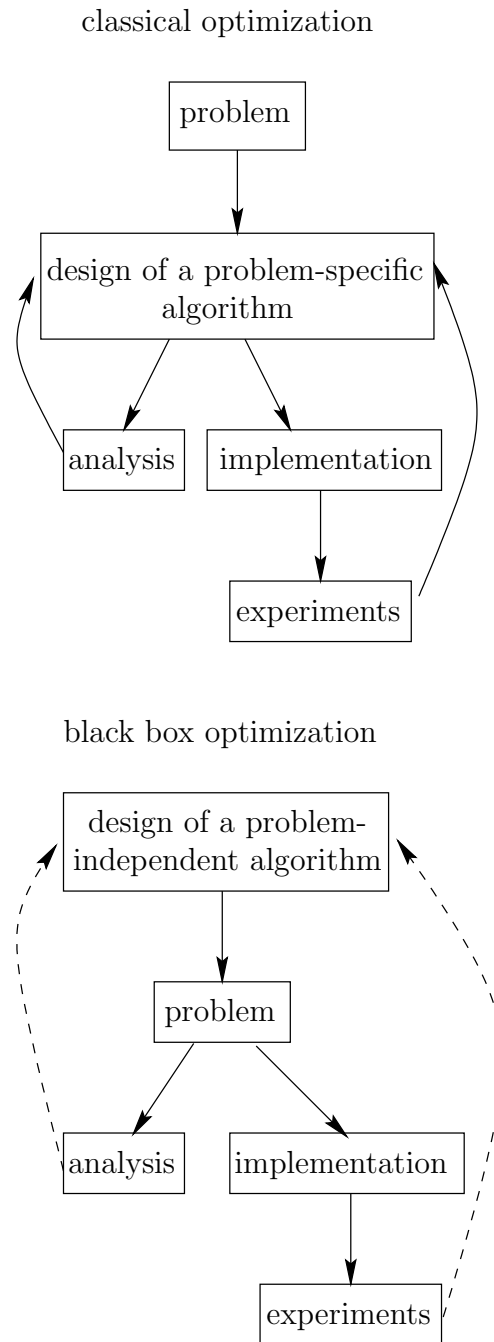 classical optimization
problem
design of a problem-specific
algorithm
analysis
implementation
experiments
black box optimization
design of a problem-
independent algorithm
problem
analysis
implementation
experiments